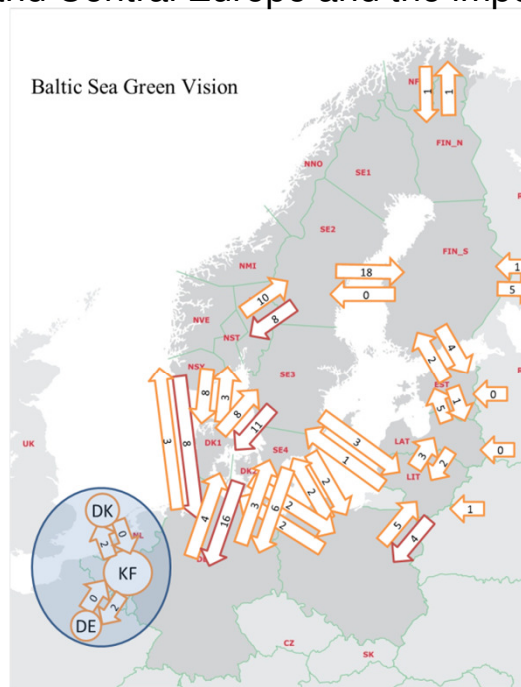 and Central Europe and the impo
Baltic Sea Green Vision
NF
1
1
FIN_N
NNO
SE1
SE2
FIN_S
18
0
1
5
NMI
10
8
NVE
NST
NSY
SE3
4
2
EST
5
1
0
3
8
8
3
8
11
DK1
SE4
LAT
3
1
3
2
LIT
0
UK
DK
0
2
NL
KF
0
2
DE
4
16
3
6
2
2
2
2
5
4
1
CZ
SK